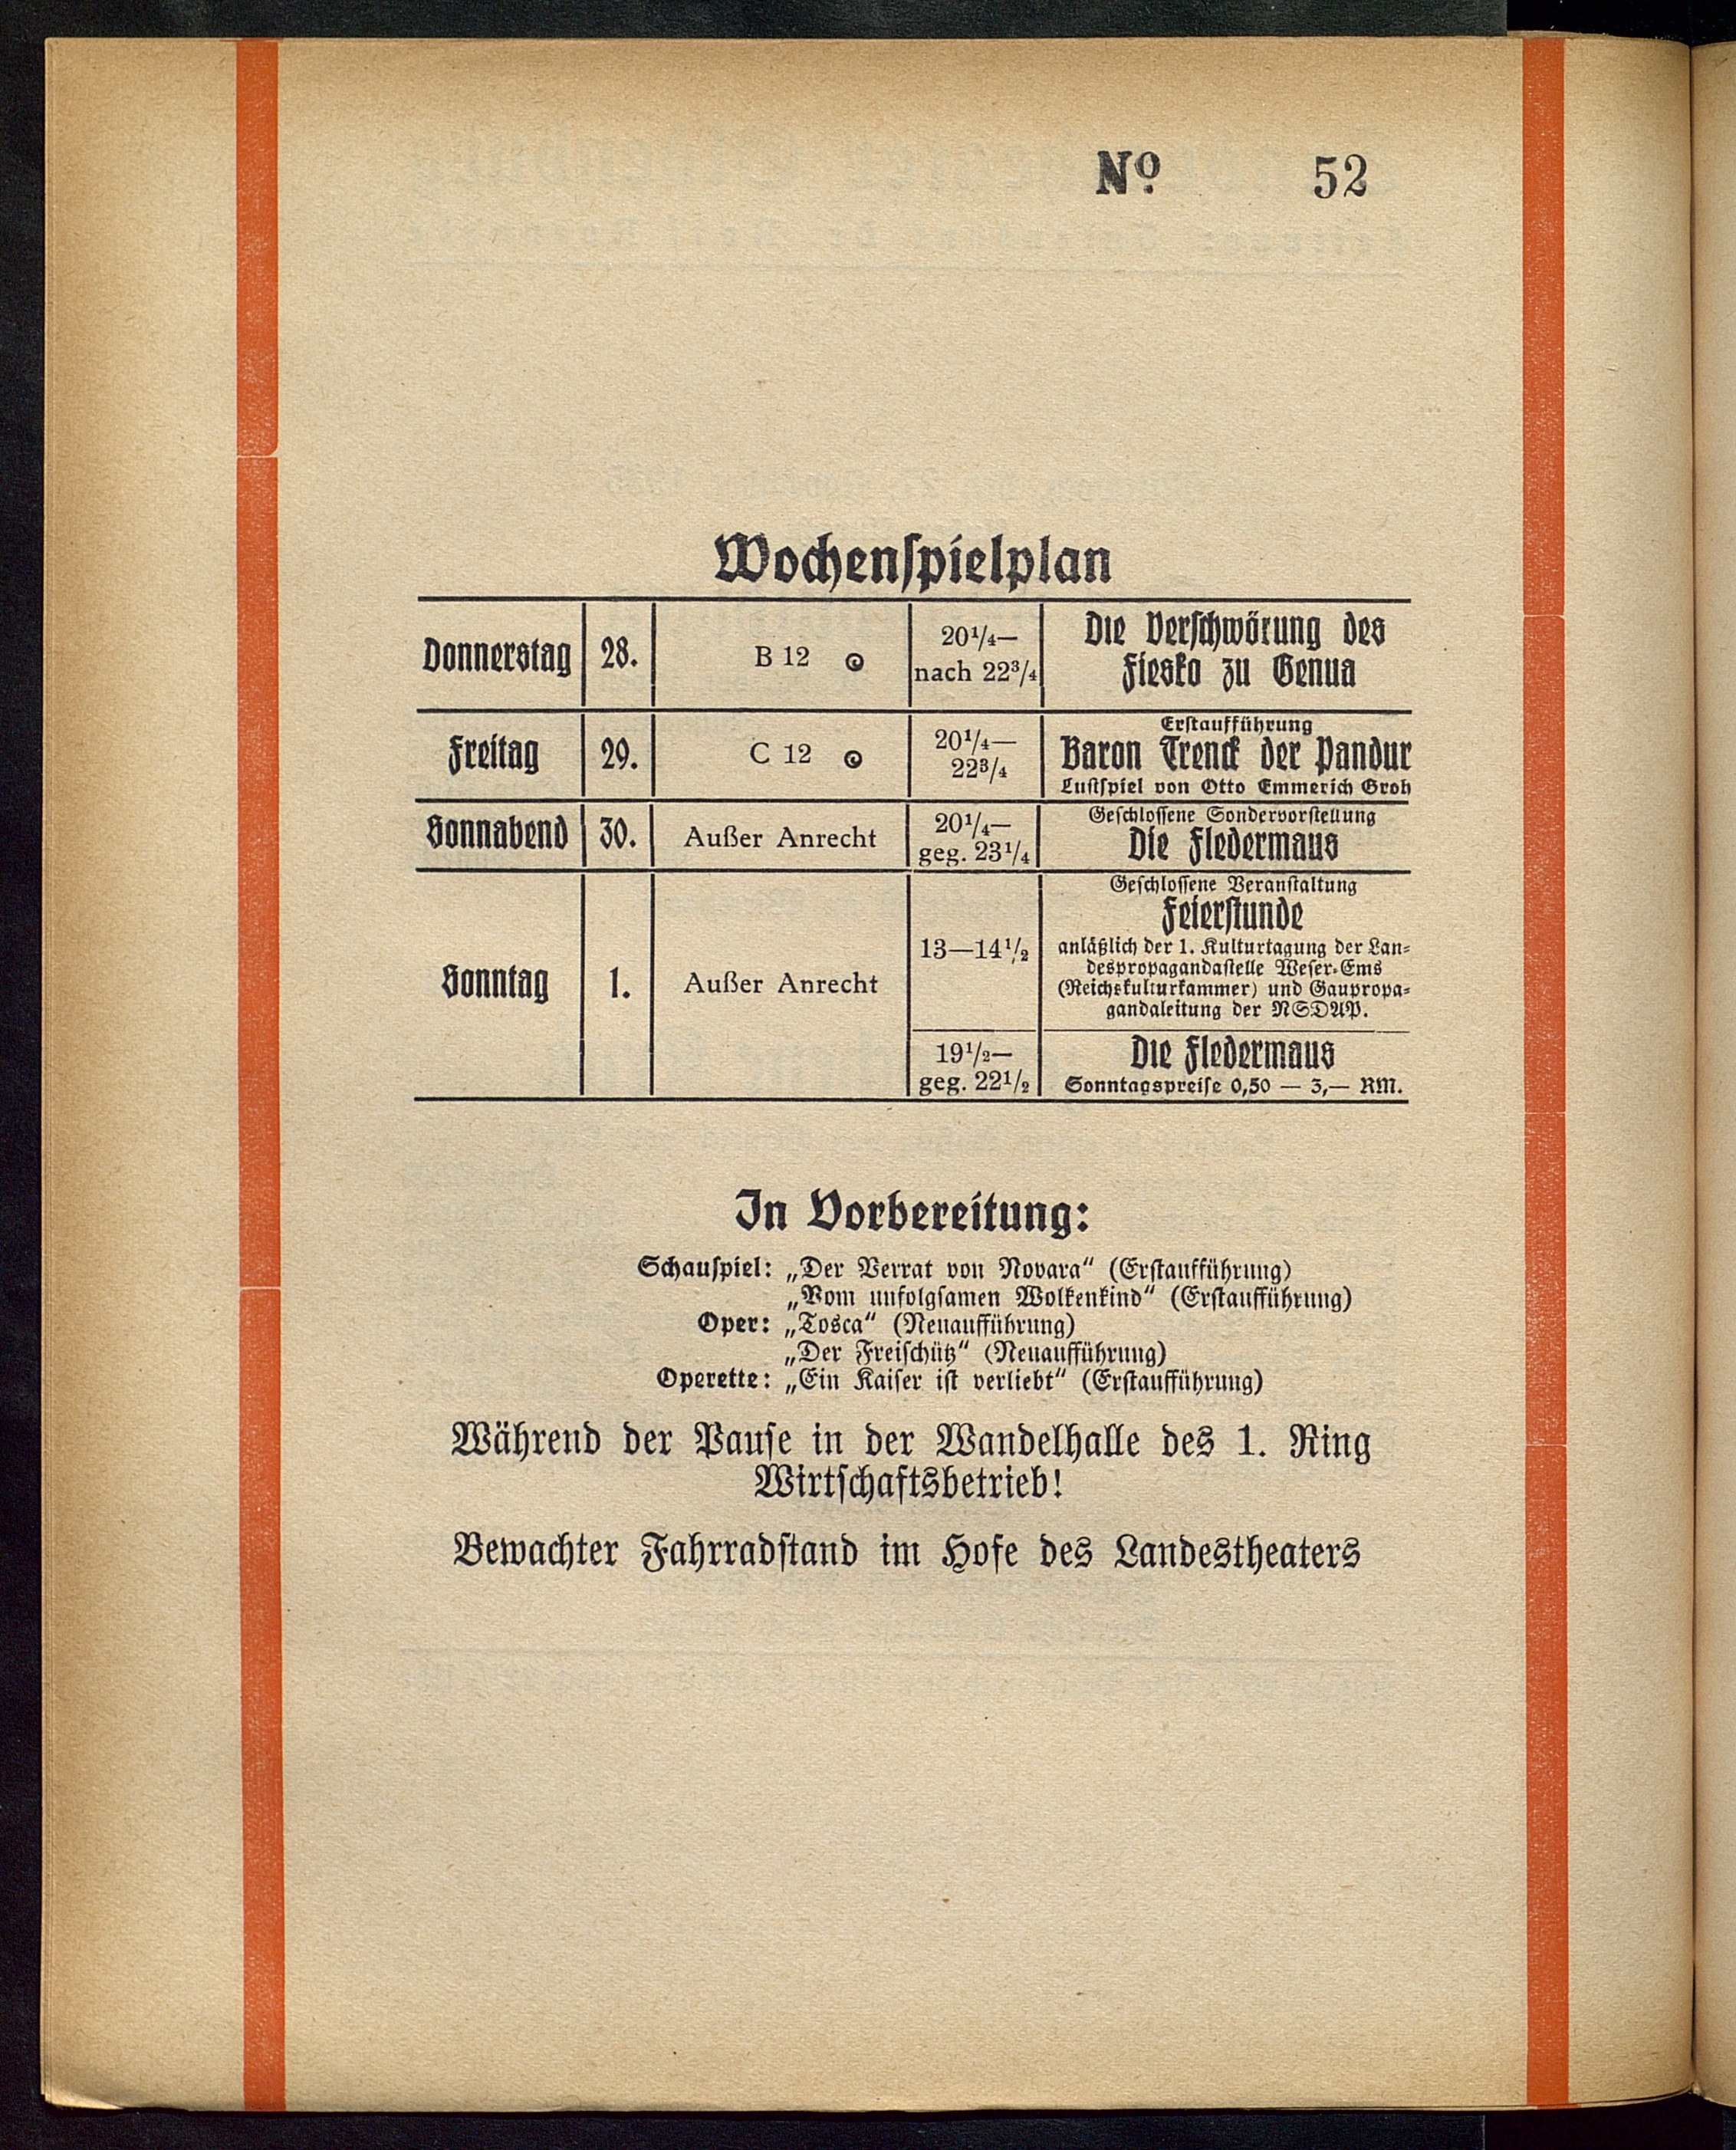 Nº 52
Wochenspielplan
Donnerstag 28. B 12 20¹/₄— nach 22³/₄ Die Verschwörung des
Fiesko zu Genua
Erstaufführung
Freitag 29. C 12 20¹/₄— 22³/₄ Baron Trenck der Pandur
Lustspiel von Otto Emmerich Groh
Geschlossene Sondervorstellung
Sonnabend 30. Außer Anrecht 20¹/₄— geg. 23¹/₄ Die Fledermaus
Sonntag 1. Außer Anrecht
Geschlossene Veranstaltung
Feierstunde
13—14¹/₂ anläßlich der 1. Kulturtagung der Lan-
despropagandastelle Weser-Ems
(Reichskulturkammer) und Gaupropa-
gandaleitung der NSDAP.
19¹/₂— geg. 22¹/₂ Die Fledermaus
Sonntagspreise 0,50 — 3,— RM.
In Vorbereitung:
Schauspiel: „Der Verrat von Novara“ (Erstaufführung)
„Vom unfolgsamen Wolkenkind“ (Erstaufführung)
Oper: „Tosca“ (Neuaufführung)
„Der Freischütz“ (Neuaufführung)
Operette: „Ein Kaiser ist verliebt“ (Erstaufführung)
Während der Pause in der Wandelhalle des 1. Ring
Wirtschaftsbetrieb!
Bewachter Fahrradstand im Hofe des Landestheaters